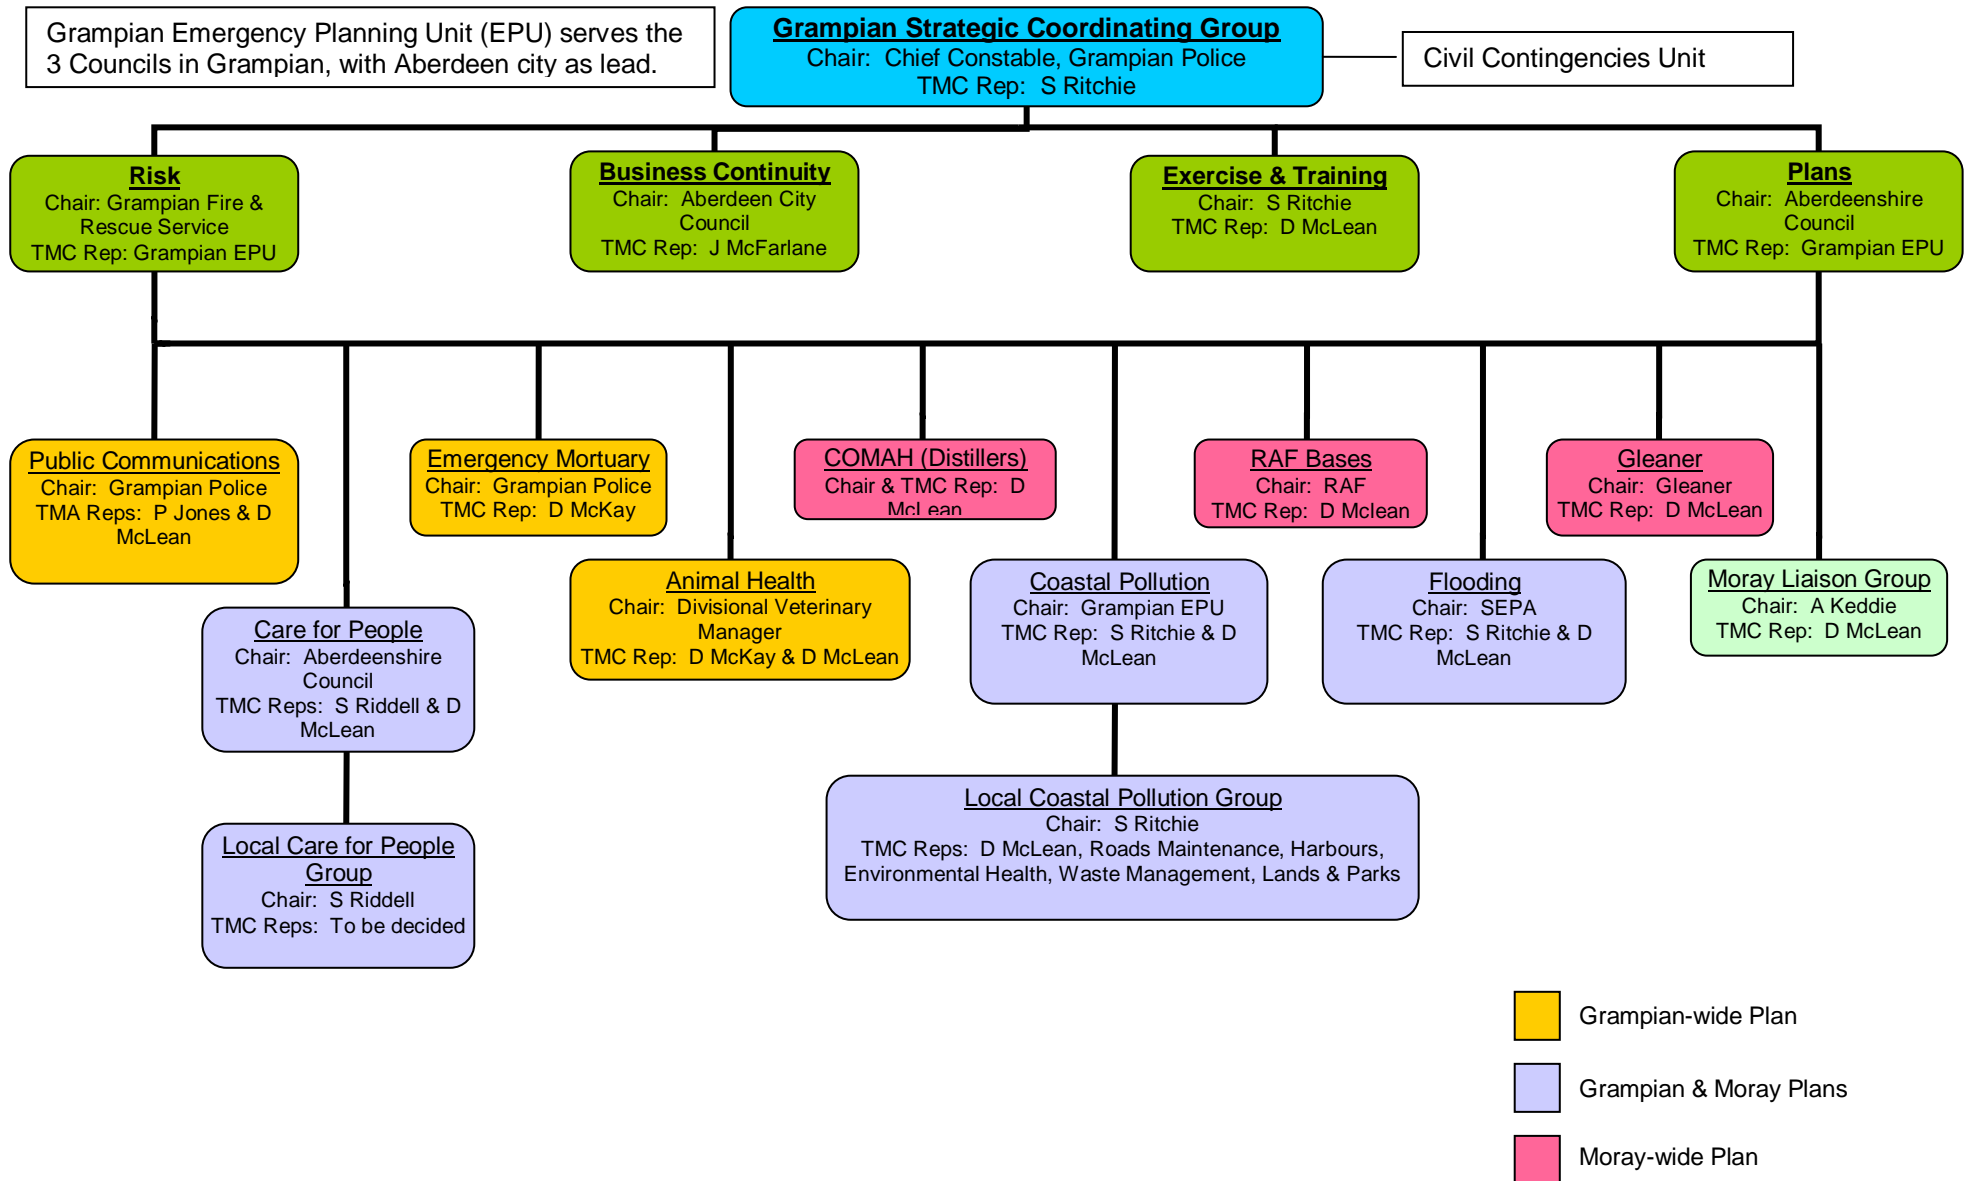 Grampian Emergency Planning Unit (EPU) serves the
3 Councils in Grampian, with Aberdeen city as lead.
Grampian Strategic Coordinating Group
Chair: Chief Constable, Grampian Police
TMC Rep: S Ritchie
Civil Contingencies Unit
Risk
Chair: Grampian Fire &
Rescue Service
TMC Rep: Grampian EPU
Business Continuity
Chair: Aberdeen City
Council
TMC Rep: J McFarlane
Exercise & Training
Chair: S Ritchie
TMC Rep: D McLean
Plans
Chair: Aberdeenshire
Council
TMC Rep: Grampian EPU
Public Communications
Chair: Grampian Police
TMA Reps: P Jones & D
McLean
Emergency Mortuary
Chair: Grampian Police
TMC Rep: D McKay
COMAH (Distillers)
Chair & TMC Rep: D
McLean
RAF Bases
Chair: RAF
TMC Rep: D Mclean
Gleaner
Chair: Gleaner
TMC Rep: D McLean
Care for People
Chair: Aberdeenshire
Council
TMC Reps: S Riddell & D
McLean
Animal Health
Chair: Divisional Veterinary
Manager
TMC Rep: D McKay & D McLean
Coastal Pollution
Chair: Grampian EPU
TMC Rep: S Ritchie & D
McLean
Flooding
Chair: SEPA
TMC Rep: S Ritchie & D
McLean
Moray Liaison Group
Chair: A Keddie
TMC Rep: D McLean
Local Care for People
Group
Chair: S Riddell
TMC Reps: To be decided
Local Coastal Pollution Group
Chair: S Ritchie
TMC Reps: D McLean, Roads Maintenance, Harbours,
Environmental Health, Waste Management, Lands & Parks
Grampian-wide Plan
Grampian & Moray Plans
Moray-wide Plan